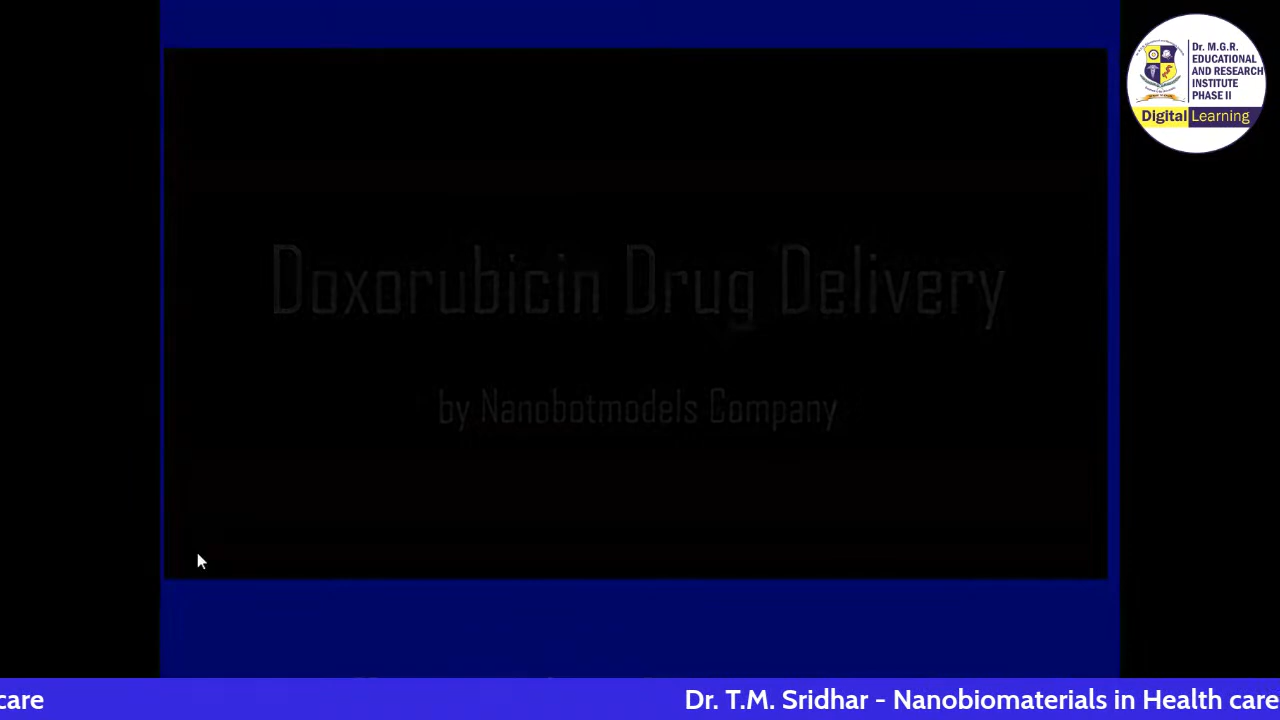 Dr. M.G.R.
EDUCATIONAL
AND RESEARCH
INSTITUTE
PHASE II
Digital Learning
Doxorubicin Drug Delivery
by Nanobotmodels Company
care
Dr. T.M. Sridhar - Nanobiomaterials in Health care